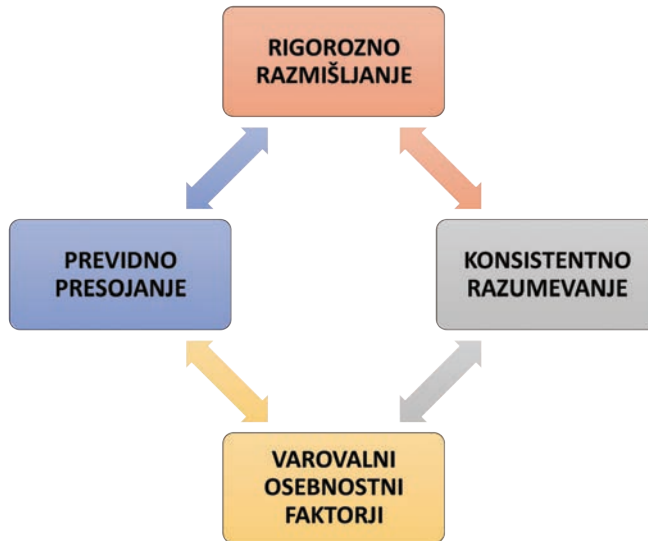 RIGOROZNO
RAZMIŠLJANJE
PREVIDNO
PRESOJANJE
KONSISTENTNO
RAZUMEVANJE
VAROVALNI
OSEBNOSTNI
FAKTORJI